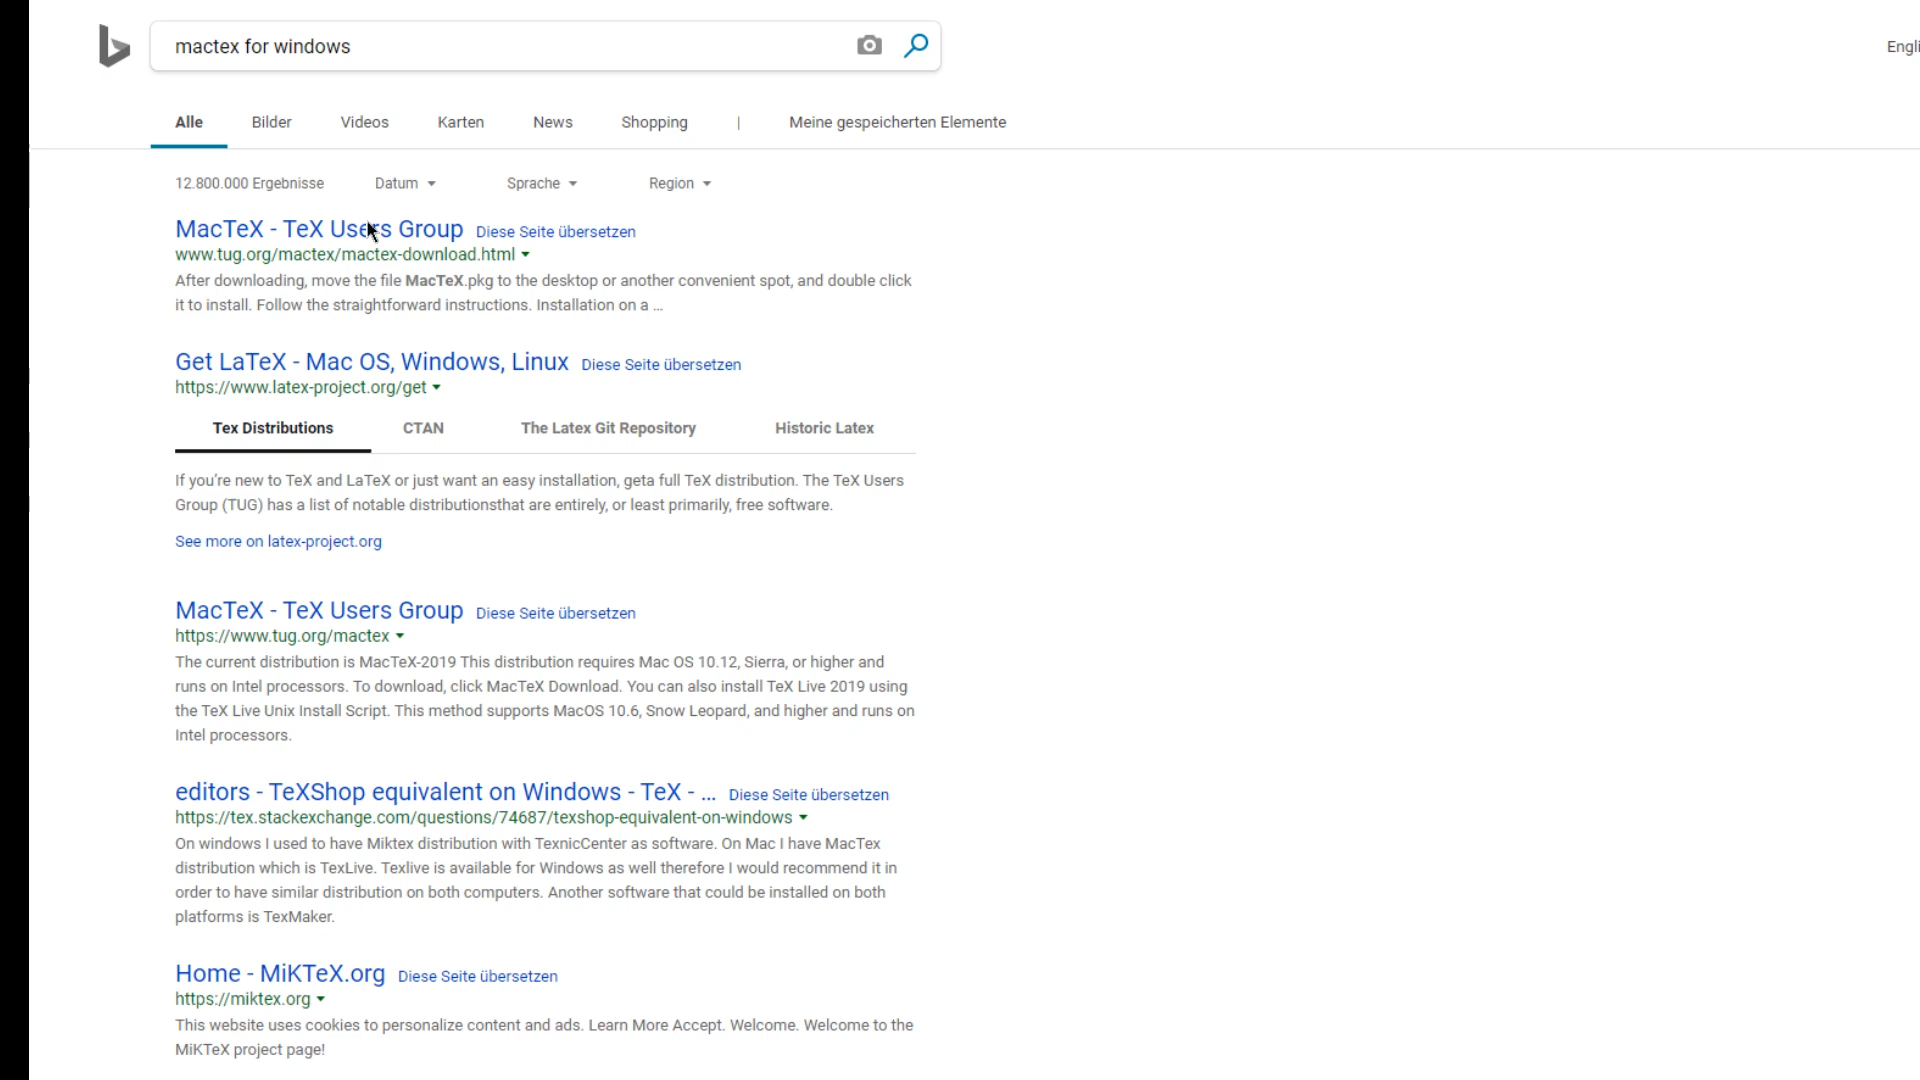 mactex for windows
Engli
Alle Bilder Videos Karten News Shopping | Meine gespeicherten Elemente
12.800.000 Ergebnisse Datum Sprache Region
MacTeX - TeX Users Group Diese Seite übersetzen
www.tug.org/mactex/mactex-download.html
After downloading, move the file MacTeX.pkg to the desktop or another convenient spot, and double click
it to install. Follow the straightforward instructions. Installation on a ...
Get LaTeX - Mac OS, Windows, Linux Diese Seite übersetzen
https://www.latex-project.org/get
Tex Distributions CTAN The Latex Git Repository Historic Latex
If you’re new to TeX and LaTeX or just want an easy installation, geta full TeX distribution. The TeX Users
Group (TUG) has a list of notable distributionsthat are entirely, or least primarily, free software.
See more on latex-project.org
MacTeX - TeX Users Group Diese Seite übersetzen
https://www.tug.org/mactex
The current distribution is MacTeX-2019 This distribution requires Mac OS 10.12, Sierra, or higher and
runs on Intel processors. To download, click MacTeX Download. You can also install TeX Live 2019 using
the TeX Live Unix Install Script. This method supports MacOS 10.6, Snow Leopard, and higher and runs on
Intel processors.
editors - TeXShop equivalent on Windows - TeX - ... Diese Seite übersetzen
https://tex.stackexchange.com/questions/74687/texshop-equivalent-on-windows
On windows I used to have Miktex distribution with TexnicCenter as software. On Mac I have MacTex
distribution which is TexLive. Texlive is available for Windows as well therefore I would recommend it in
order to have similar distribution on both computers. Another software that could be installed on both
platforms is TexMaker.
Home - MiKTeX.org Diese Seite übersetzen
https://miktex.org
This website uses cookies to personalize content and ads. Learn More Accept. Welcome. Welcome to the
MiKTeX project page!